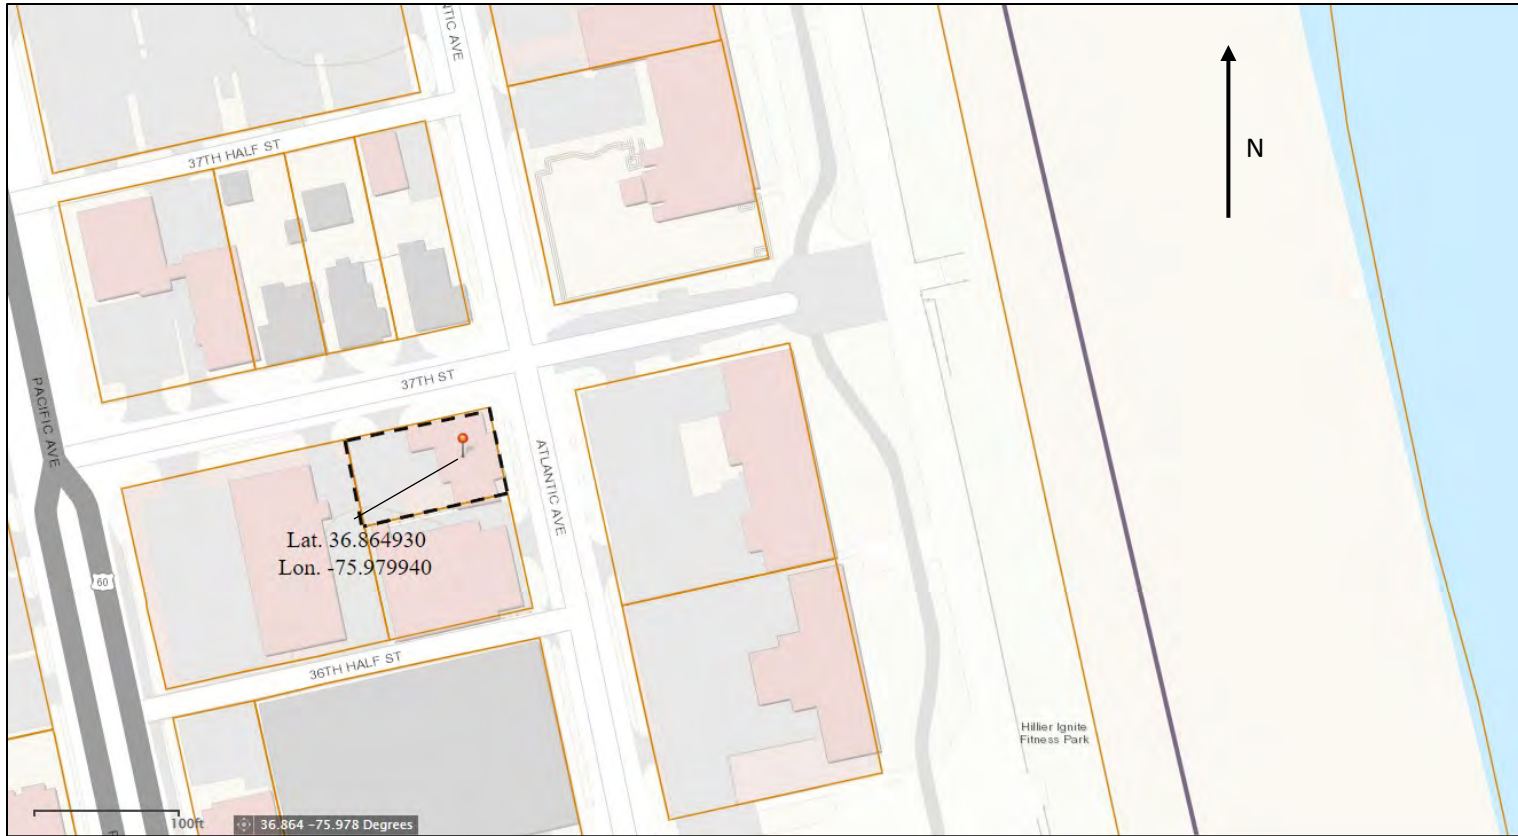 NTIC AVE
N
37TH HALF ST
37TH ST
PACIFIC AVE
ATLANTIC AVE
Lat. 36.864930
Lon. -75.979940
60
36TH HALF ST
Hillier Ignite
Fitness Park
100ft
36.864 -75.978 Degrees